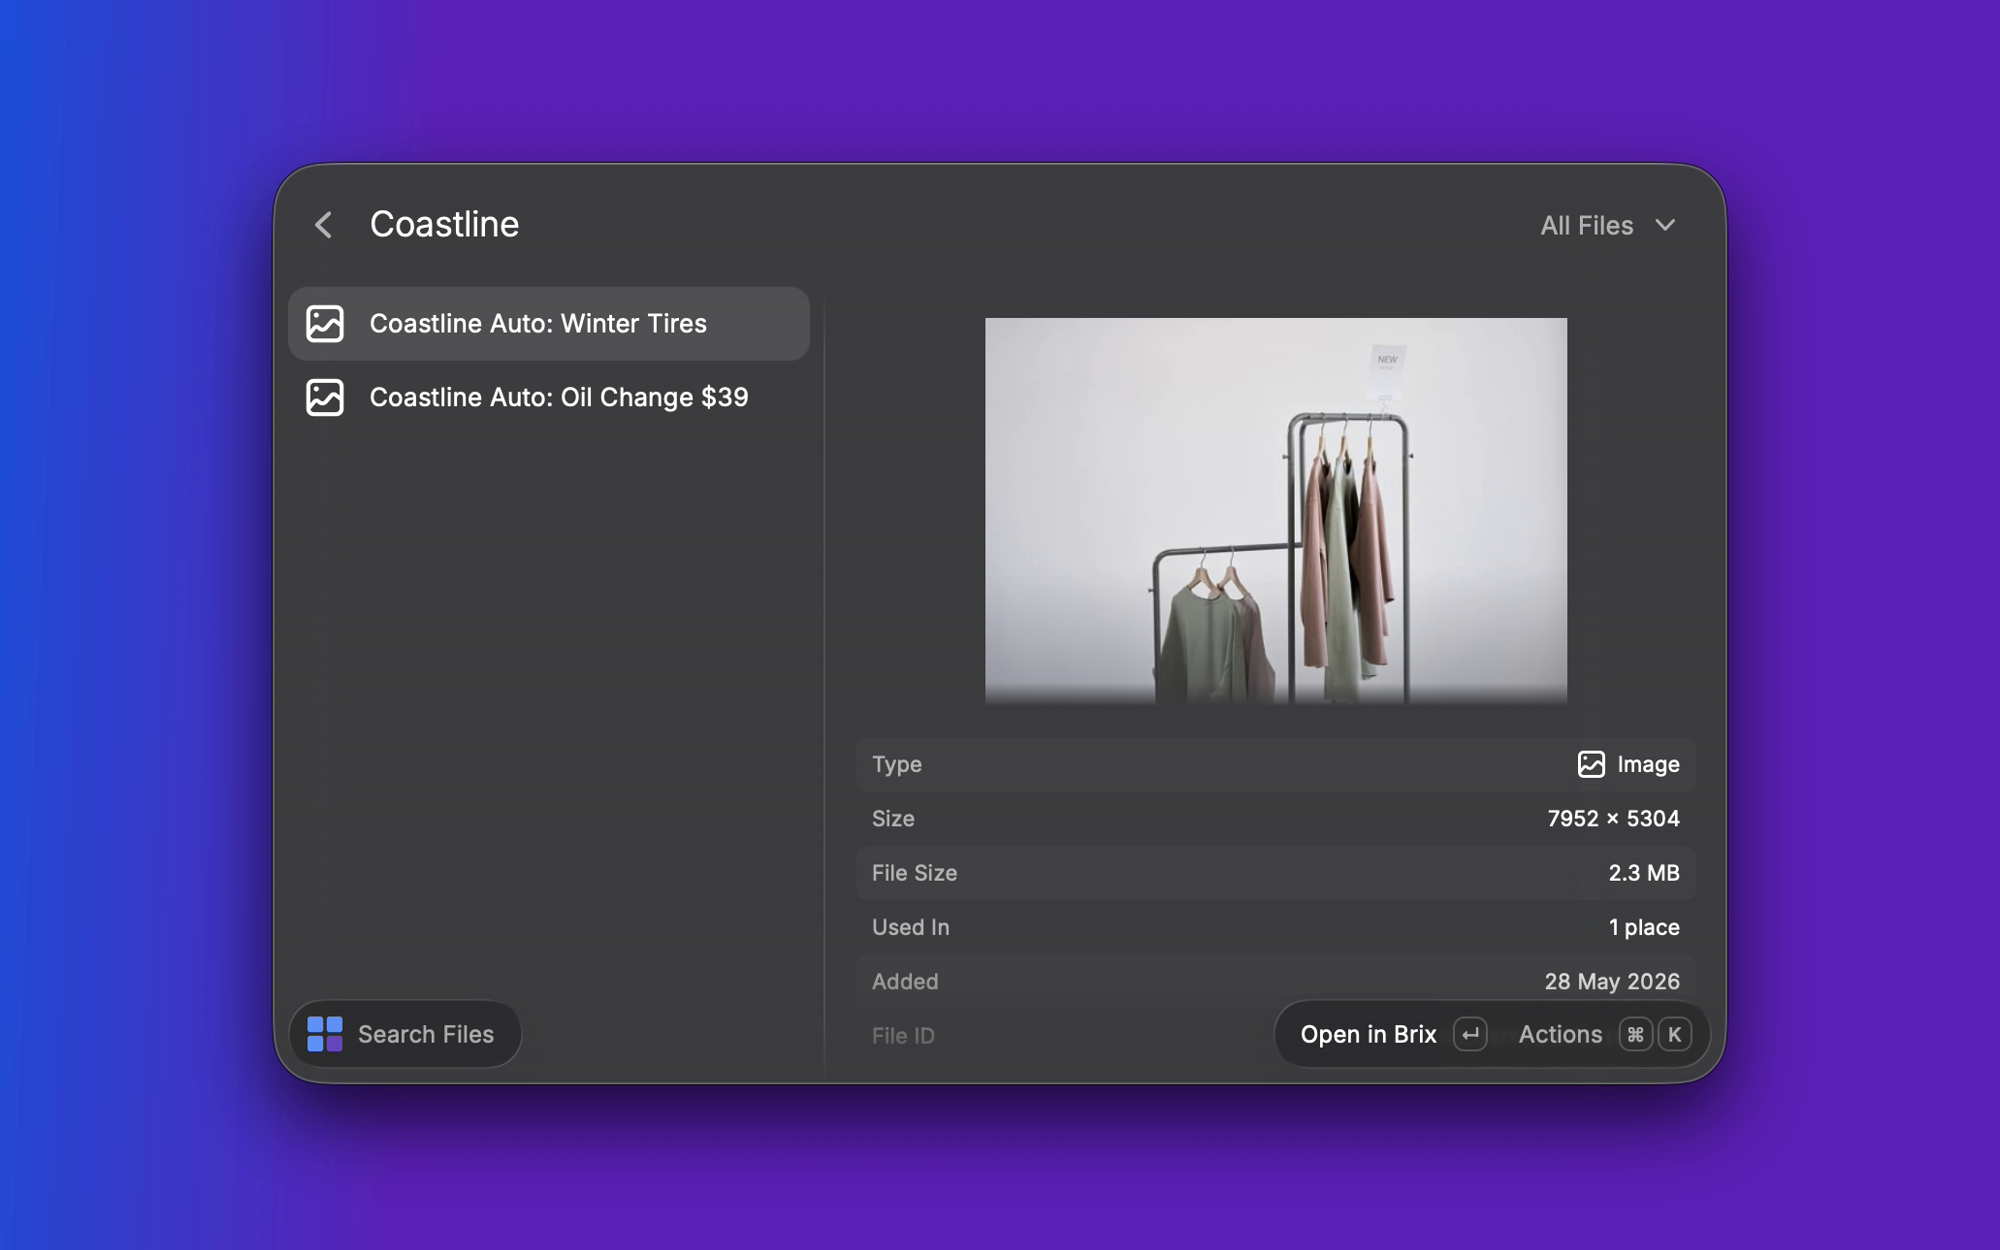 Coastline
All Files
Coastline Auto: Winter Tires
Coastline Auto: Oil Change $39
NEW
Type
Image
Size
7952 × 5304
File Size
2.3 MB
Used In
1 place
Added
28 May 2026
File ID
Search Files
Open in Brix ↵
Actions ⌘ K